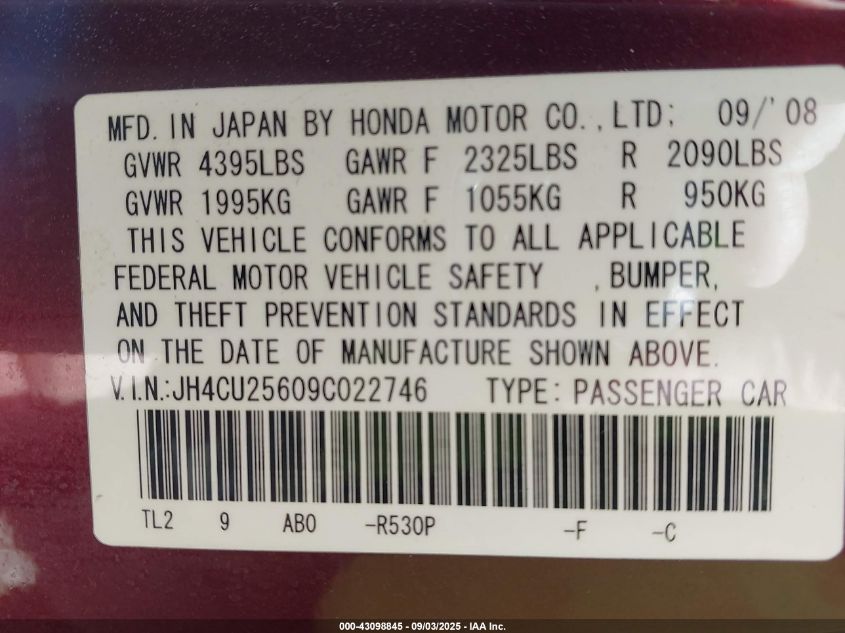 MFD. IN JAPAN BY HONDA MOTOR CO., LTD: 09/'08
GVWR 4395LBS GAWR F 2325LBS R 2090LBS
GVWR 1995KG GAWR F 1055KG R 950KG
THIS VEHICLE CONFORMS TO ALL APPLICABLE
FEDERAL MOTOR VEHICLE SAFETY , BUMPER,
AND THEFT PREVENTION STANDARDS IN EFFECT
ON THE DATE OF MANUFACTURE SHOWN ABOVE.
V.I.N.:JH4CU25609C022746 TYPE: PASSENGER CAR
TL2 9 AB0 -R530P -F -C
000-43098845 - 09/03/2025 - IAA Inc.